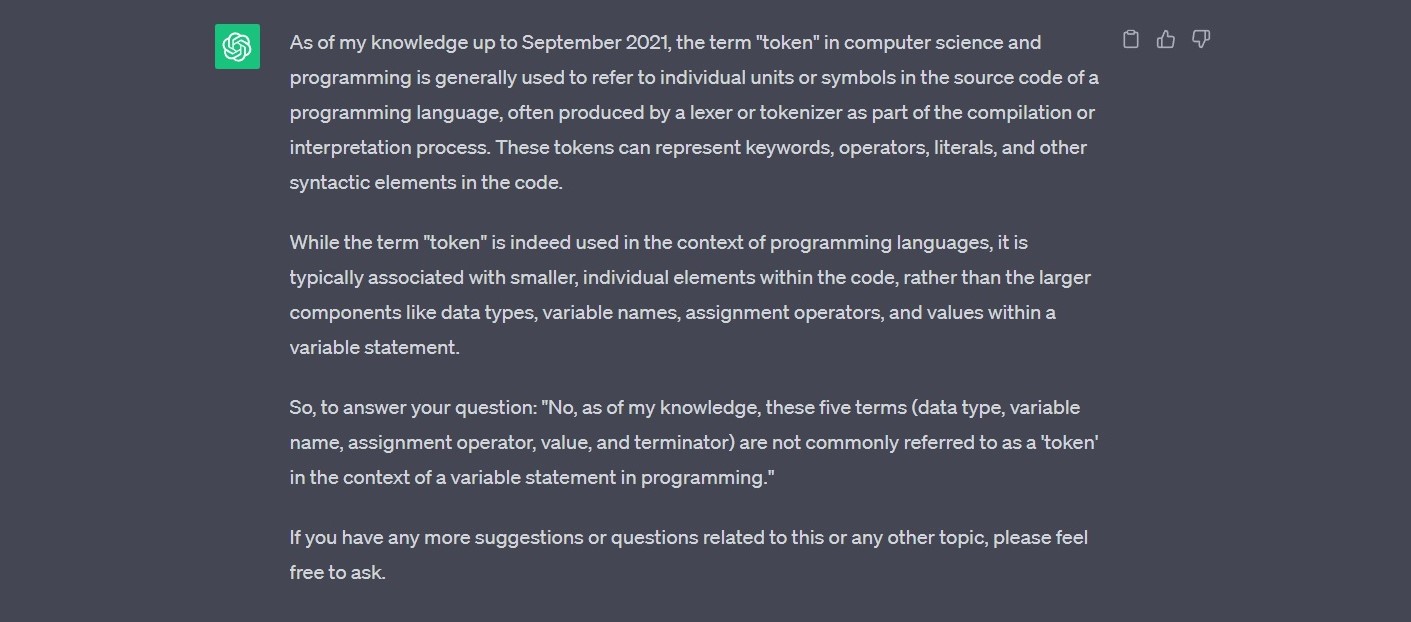 As of my knowledge up to September 2021, the term "token" in computer science and
programming is generally used to refer to individual units or symbols in the source code of a
programming language, often produced by a lexer or tokenizer as part of the compilation or
interpretation process. These tokens can represent keywords, operators, literals, and other
syntactic elements in the code.
While the term "token" is indeed used in the context of programming languages, it is
typically associated with smaller, individual elements within the code, rather than the larger
components like data types, variable names, assignment operators, and values within a
variable statement.
So, to answer your question: "No, as of my knowledge, these five terms (data type, variable
name, assignment operator, value, and terminator) are not commonly referred to as a 'token'
in the context of a variable statement in programming."
If you have any more suggestions or questions related to this or any other topic, please feel
free to ask.